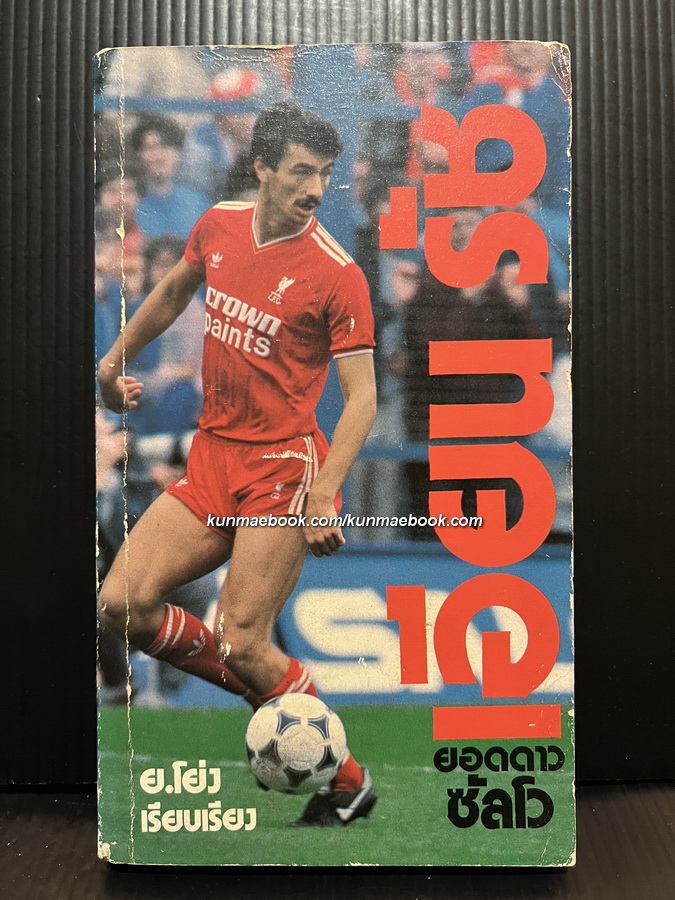 เอียน รัช
ยอดดาว
ซัลโว
crown
paints
L.F.C.
kunmaebook.com/kunmaebook.com
ย.โย่ง
เรียบเรียง